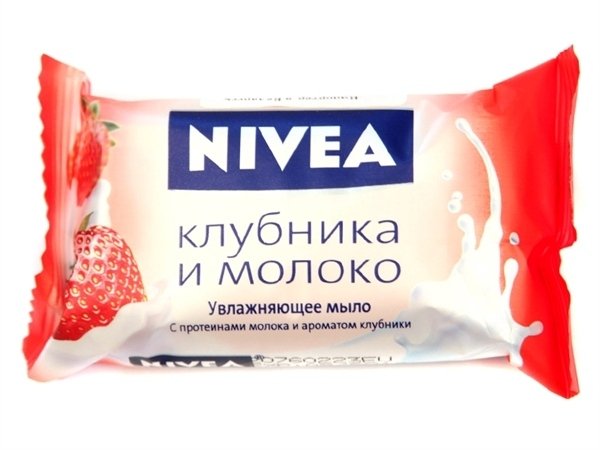 NIVEA
клубника
и молоко
Увлажняющее мыло
С протеинами молока и ароматом клубники
NIVEA